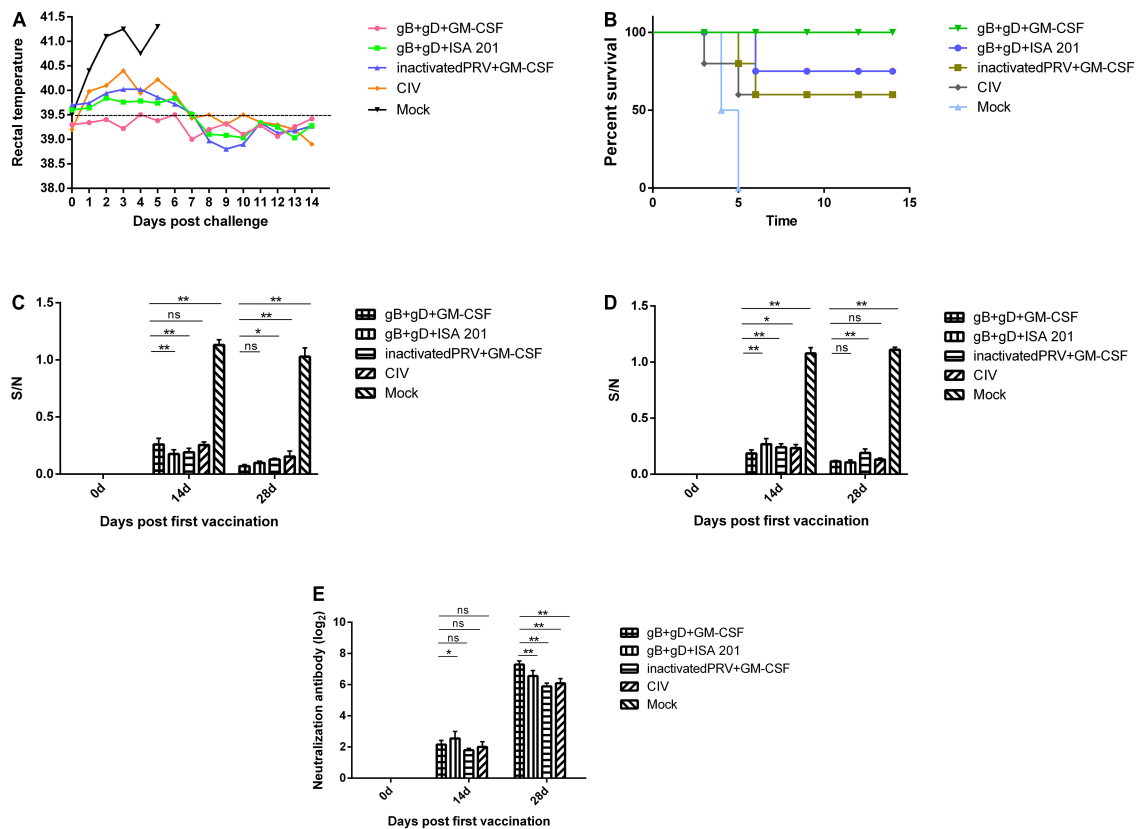 A
Rectal temperature
41.5
41.0
40.5
40.0
39.5
39.0
38.5
38.0
0 1 2 3 4 5 6 7 8 9 10 11 12 13 14
Days post challenge
gB+gD+GM-CSF
gB+gD+ISA 201
inactivatedPRV+GM-CSF
CIV
Mock
B
Percent survival
100
50
0
0 5 10 15
Time
gB+gD+GM-CSF
gB+gD+ISA 201
inactivatedPRV+GM-CSF
CIV
Mock
C
S/N
1.5
1.0
0.5
0.0
** **
ns **
** *
** ns
0d 14d 28d
Days post first vaccination
gB+gD+GM-CSF
gB+gD+ISA 201
inactivatedPRV+GM-CSF
CIV
Mock
D
S/N
1.5
1.0
0.5
0.0
** **
* ns
** **
** ns
0d 14d 28d
Days post first vaccination
gB+gD+GM-CSF
gB+gD+ISA 201
inactivatedPRV+GM-CSF
CIV
Mock
E
Neutralization antibody (log2)
10
8
6
4
2
0
ns **
ns **
ns **
* **
0d 14d 28d
Days post first vaccination
gB+gD+GM-CSF
gB+gD+ISA 201
inactivatedPRV+GM-CSF
CIV
Mock